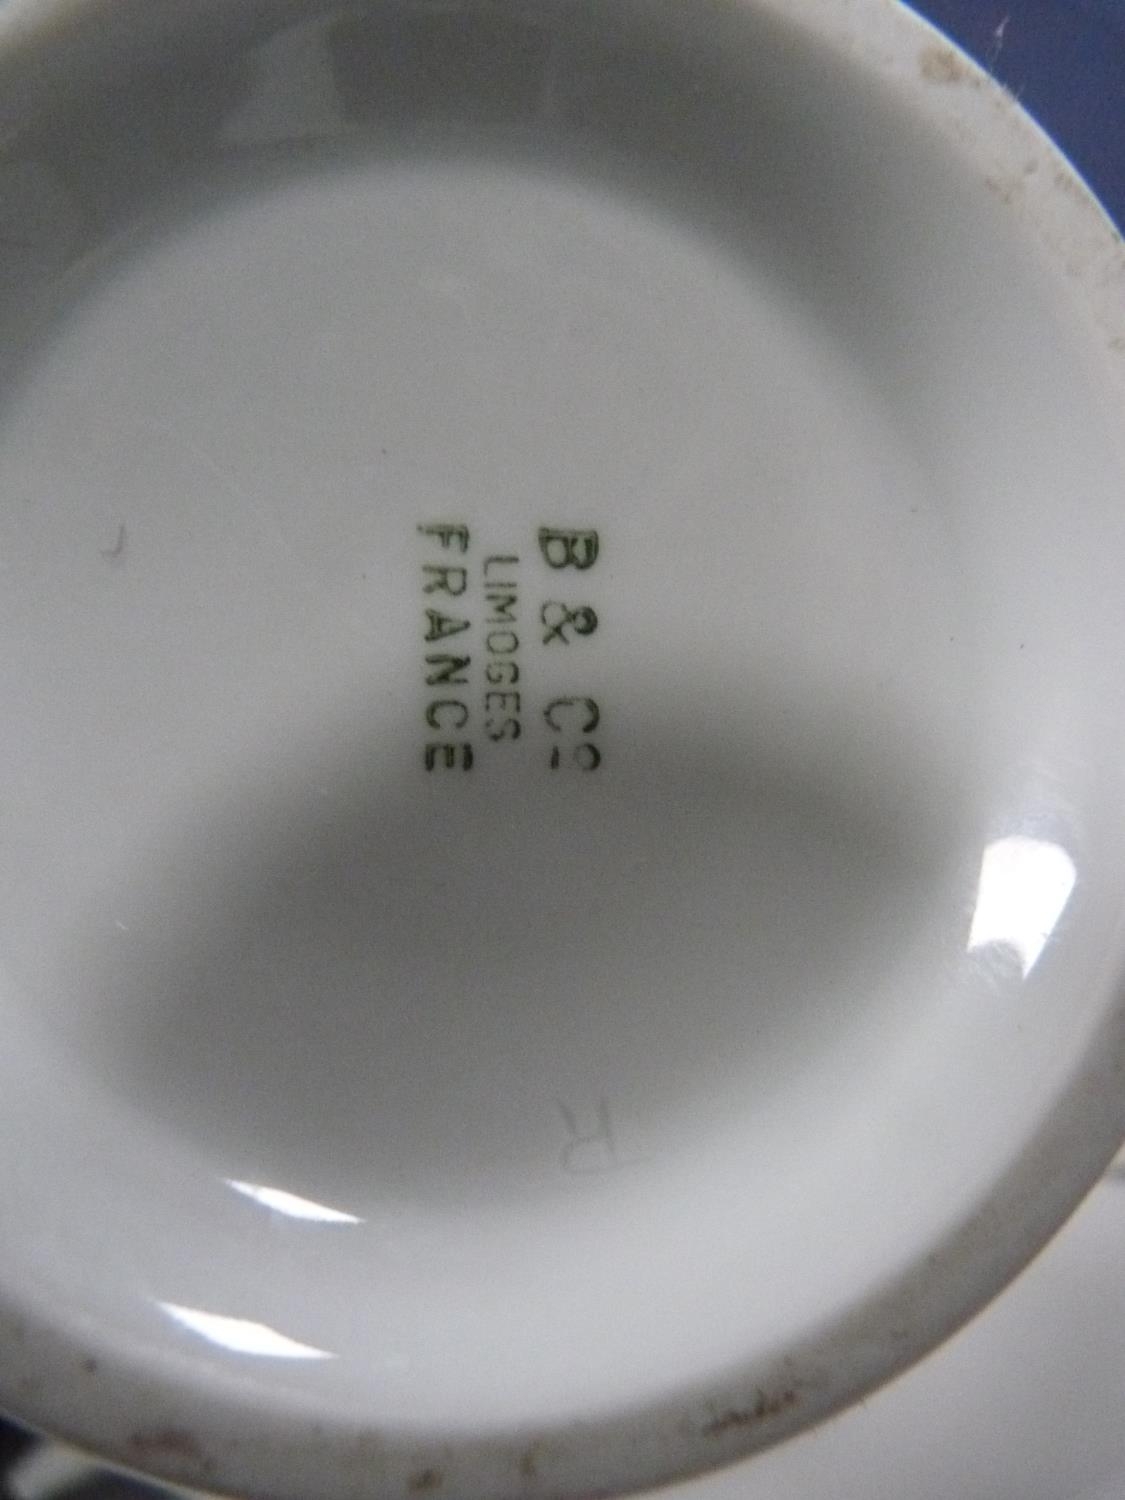 B & Cº
LIMOGES
FRANCE